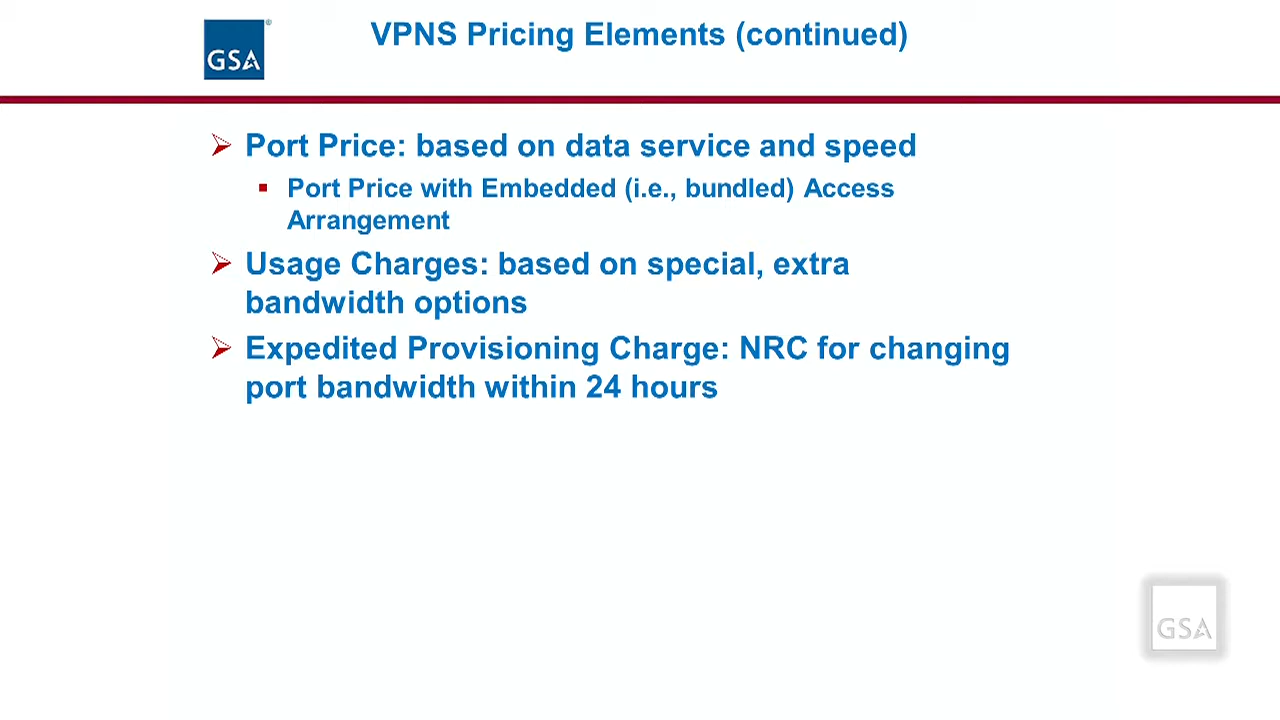 GSA
®
VPNS Pricing Elements (continued)
Port Price: based on data service and speed
Port Price with Embedded (i.e., bundled) Access
Arrangement
Usage Charges: based on special, extra
bandwidth options
Expedited Provisioning Charge: NRC for changing
port bandwidth within 24 hours
GSA